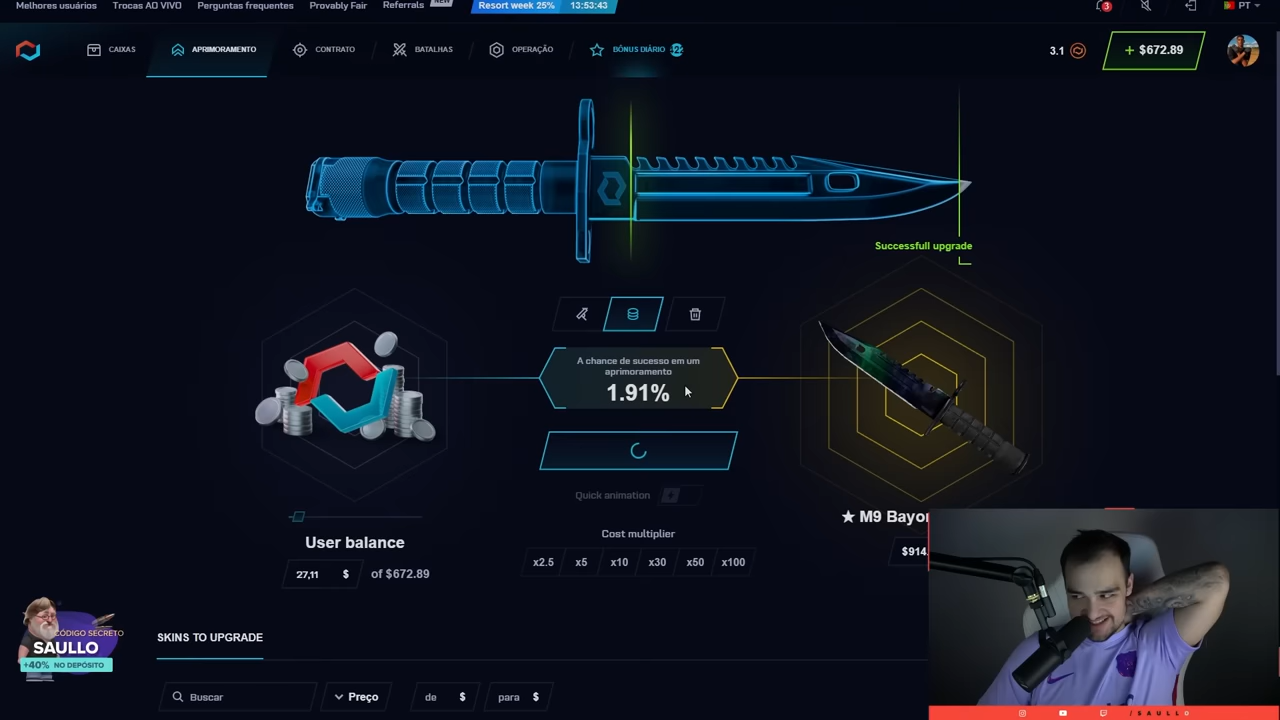 Melhores usuários
Trocas AO VIVO
Perguntas frequentes
Provably Fair
Referrals
NEW
Resort week 25%
13:53:43
3
PT
CAIXAS
APRIMORAMENTO
CONTRATO
BATALHAS
OPERAÇÃO
BÔNUS DIÁRIO
3.1
+ $672.89
Successfull upgrade
A chance de sucesso em um
aprimoramento
1.91%
Quick animation
User balance
27,11 $ of $672.89
Cost multiplier
x2.5 x5 x10 x30 x50 x100
★ M9 Bayo
$914.
CÓDIGO SECRETO
SAULLO
+40% NO DEPÓSITO
SKINS TO UPGRADE
Buscar
Preço
de $
para $
/SAULLO